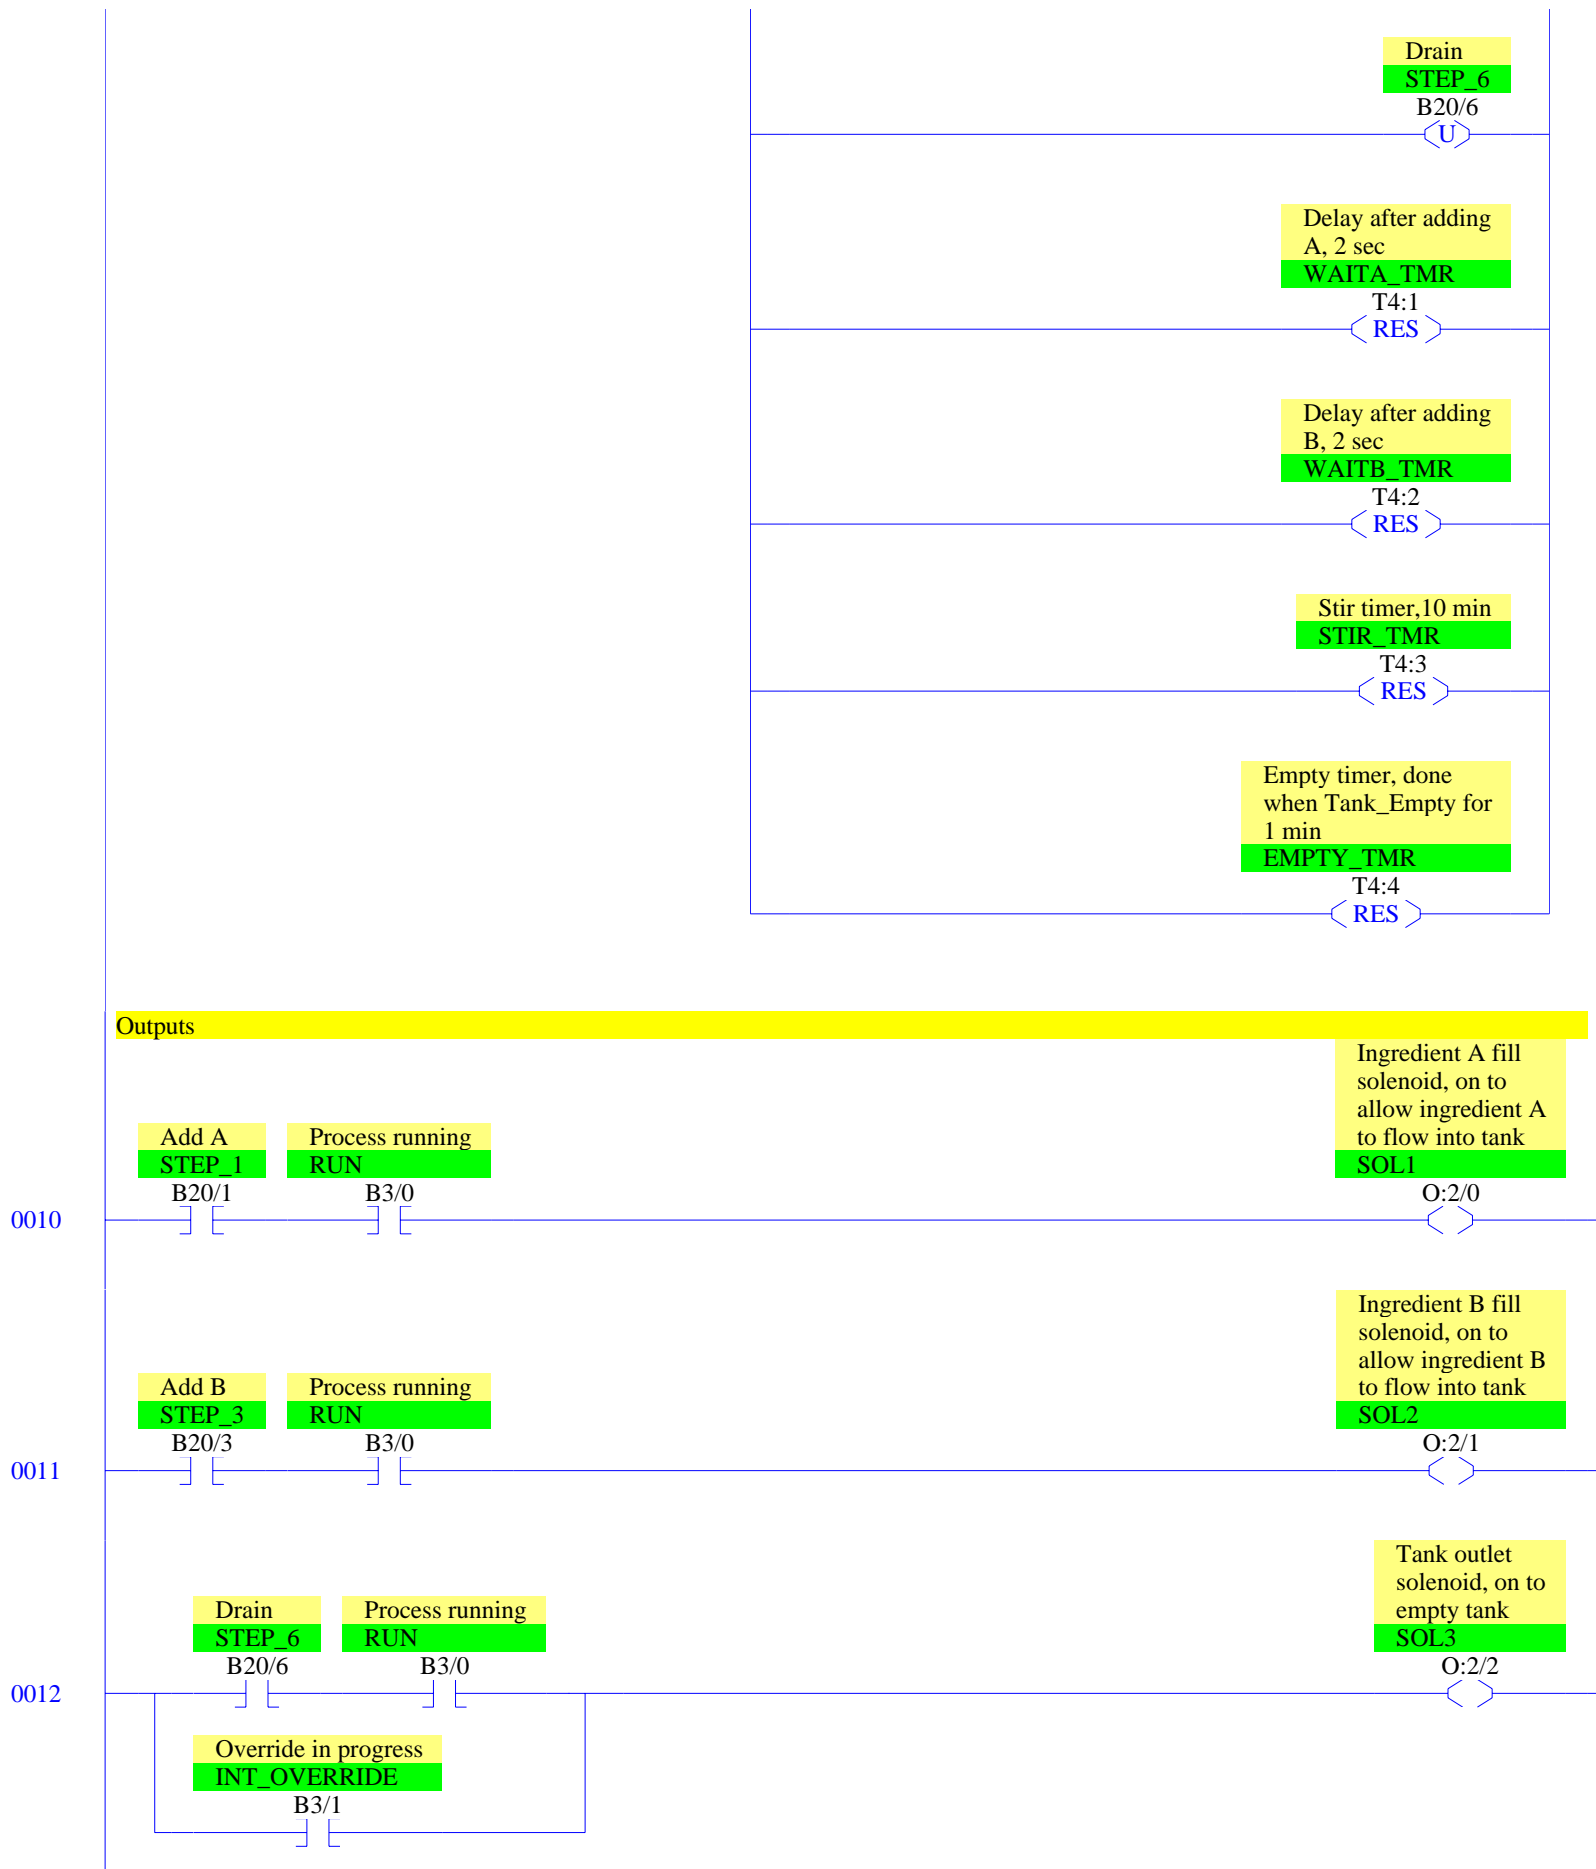 Drain
STEP_6
B20/6
U
Delay after adding
A, 2 sec
WAITA_TMR
T4:1
RES
Delay after adding
B, 2 sec
WAITB_TMR
T4:2
RES
Stir timer,10 min
STIR_TMR
T4:3
RES
Empty timer, done
when Tank_Empty for
1 min
EMPTY_TMR
T4:4
RES
Outputs
Ingredient A fill
solenoid, on to
allow ingredient A
to flow into tank
SOL1
O:2/0
Add A
STEP_1
B20/1
Process running
RUN
B3/0
0010
Ingredient B fill
solenoid, on to
allow ingredient B
to flow into tank
SOL2
O:2/1
Add B
STEP_3
B20/3
Process running
RUN
B3/0
0011
Tank outlet
solenoid, on to
empty tank
SOL3
O:2/2
Drain
STEP_6
B20/6
Process running
RUN
B3/0
0012
Override in progress
INT_OVERRIDE
B3/1